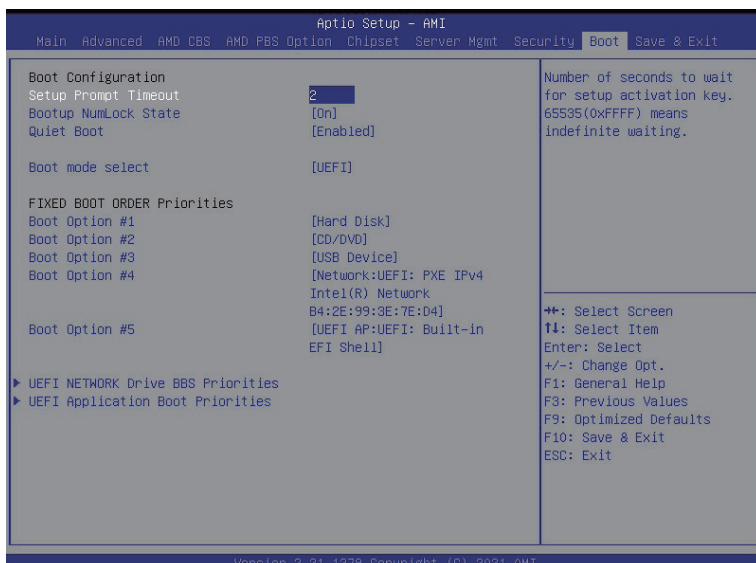 Aptio Setup – AMI
Main Advanced AMD CBS AMD PBS Option Chipset Server Mgmt Security Boot Save & Exit
Boot Configuration
Setup Prompt Timeout 2
Bootup NumLock State [On]
Quiet Boot [Enabled]
Boot mode select [UEFI]
FIXED BOOT ORDER Priorities
Boot Option #1 [Hard Disk]
Boot Option #2 [CD/DVD]
Boot Option #3 [USB Device]
Boot Option #4 [Network:UEFI: PXE IPv4
Intel(R) Network
B4:2E:99:3E:7E:D4]
Boot Option #5 [UEFI AP:UEFI: Built-in
EFI Shell]
UEFI NETWORK Drive BBS Priorities
UEFI Application Boot Priorities
Number of seconds to wait
for setup activation key.
65535(0xFFFF) means
indefinite waiting.
→←: Select Screen
↑↓: Select Item
Enter: Select
+/-: Change Opt.
F1: General Help
F3: Previous Values
F9: Optimized Defaults
F10: Save & Exit
ESC: Exit
Version Copyright (C) 2021 AMI